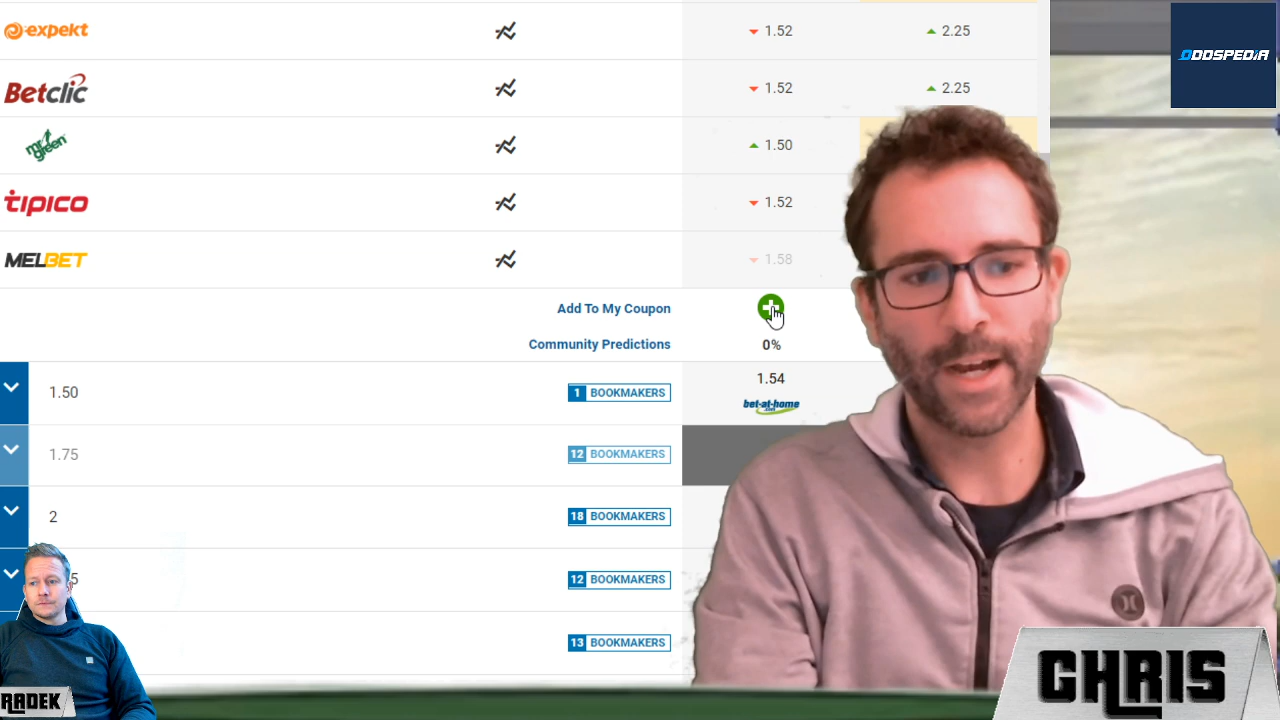 expekt 1.52 2.25
ODDSPEDIA
Betclic 1.52 2.25
mr green 1.50
TIPICO 1.52
MELBET 1.58
Add To My Coupon
Community Predictions 0%
1.50 1 BOOKMAKERS 1.54
bet-at-home .com
1.75 12 BOOKMAKERS
2 18 BOOKMAKERS
5 12 BOOKMAKERS
13 BOOKMAKERS
RADEK
CHRIS